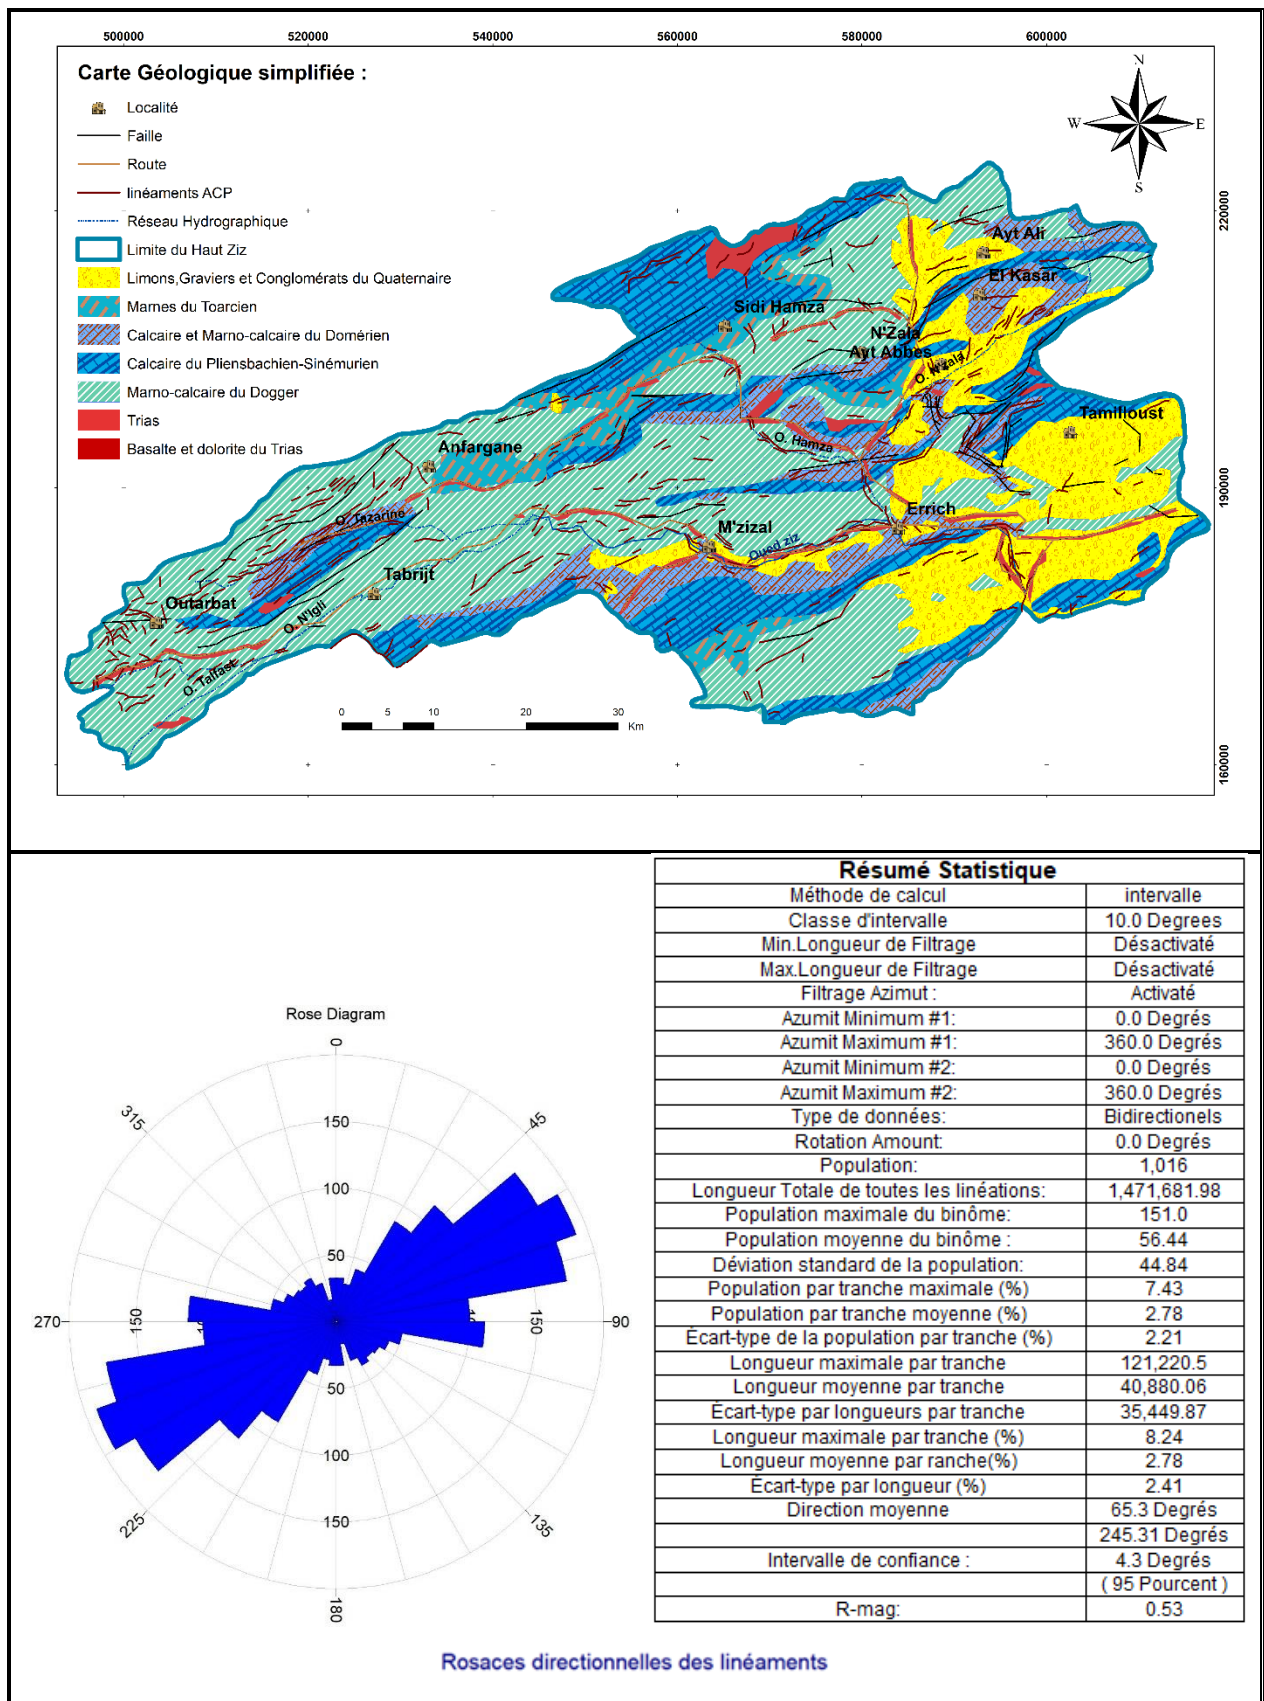 500000 520000 540000 560000 580000 600000
Carte Géologique simplifiée :
Localité
Faille
Route
linéaments ACP
Réseau Hydrographique
Limite du Haut Ziz
Limons,Graviers et Conglomérats du Quaternaire
Marnes du Toarcien
Calcaire et Marno-calcaire du Domérien
Calcaire du Pliensbachien-Sinémurien
Marno-calcaire du Dogger
Trias
Basalte et dolorite du Trias
N
W E
S
220000
190000
160000
Ayt Ali
El Kasar
Sidi Hamza
N'Zala
Ayt Abbes
O. N'zala
Tamilloust
O. Hamza
Anfargane
Errich
O. Tazarine
M'zizal
Oued ziz
Tabrijt
Outarbat
O. N'Igli
O. Talfast
0 5 10 20 30
Km
Rose Diagram
0
45
90
135
180
225
270
315
150
100
50
50
100
150
150
150
Résumé Statistique
Méthode de calcul intervalle
Classe d'intervalle 10.0 Degrees
Min.Longueur de Filtrage Désactivaté
Max.Longueur de Filtrage Désactivaté
Filtrage Azimut : Activaté
Azumit Minimum #1: 0.0 Degrés
Azumit Maximum #1: 360.0 Degrés
Azumit Minimum #2: 0.0 Degrés
Azumit Maximum #2: 360.0 Degrés
Type de données: Bidirectionels
Rotation Amount: 0.0 Degrés
Population: 1,016
Longueur Totale de toutes les linéations: 1,471,681.98
Population maximale du binôme: 151.0
Population moyenne du binôme : 56.44
Déviation standard de la population: 44.84
Population par tranche maximale (%) 7.43
Population par tranche moyenne (%) 2.78
Écart-type de la population par tranche (%) 2.21
Longueur maximale par tranche 121,220.5
Longueur moyenne par tranche 40,880.06
Écart-type par longueurs par tranche 35,449.87
Longueur maximale par tranche (%) 8.24
Longueur moyenne par ranche(%) 2.78
Écart-type par longueur (%) 2.41
Direction moyenne 65.3 Degrés
245.31 Degrés
Intervalle de confiance : 4.3 Degrés
( 95 Pourcent )
R-mag: 0.53
Rosaces directionnelles des linéaments